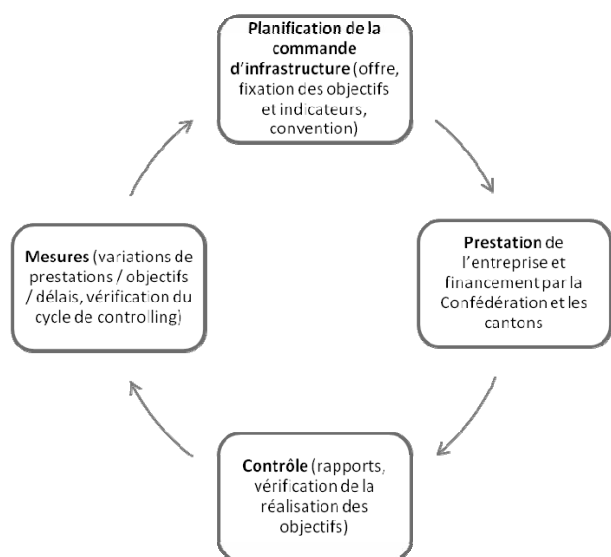 Planification de la
commande
d'infrastructure (offre,
fixation des objectifs
et indicateurs,
convention)
Prestation de
l'entreprise et
financement par la
Confédération et les
cantons
Contrôle (rapports,
vérification de la
réalisation des
objectifs)
Mesures (variations de
prestations / objectifs
/ délais, vérification du
cycle de controlling)